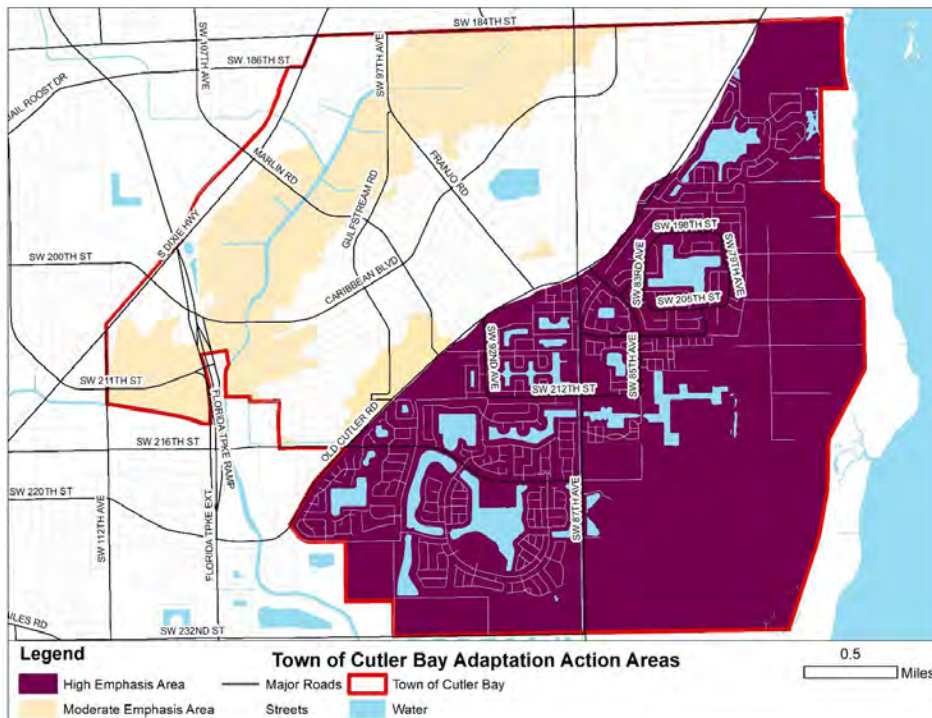 SW 184TH ST
SW 107TH AVE
SW 186TH ST
SW 97TH AVE
AIL ROOST DR
MARLIN RD
GULFSTREAM RD
FRANJO RD
S DIXIE HWY
SW 200TH ST
CARIBBEAN BLVD
SW 198TH ST
SW 83RD AVE
SW 79TH AVE
SW 205TH ST
SW 92ND AVE
SW 85TH AVE
SW 211TH ST
SW 212TH ST
OLD CUTLER RD
FLORIDA TPKE RAMP
SW 216TH ST
SW 220TH ST
SW 112TH AVE
FLORIDA TPKE EXT
SW 87TH AVE
AILES RD
SW 232ND ST
Legend
Town of Cutler Bay Adaptation Action Areas
0.5
Miles
High Emphasis Area
Major Roads
Town of Cutler Bay
Moderate Emphasis Area
Streets
Water